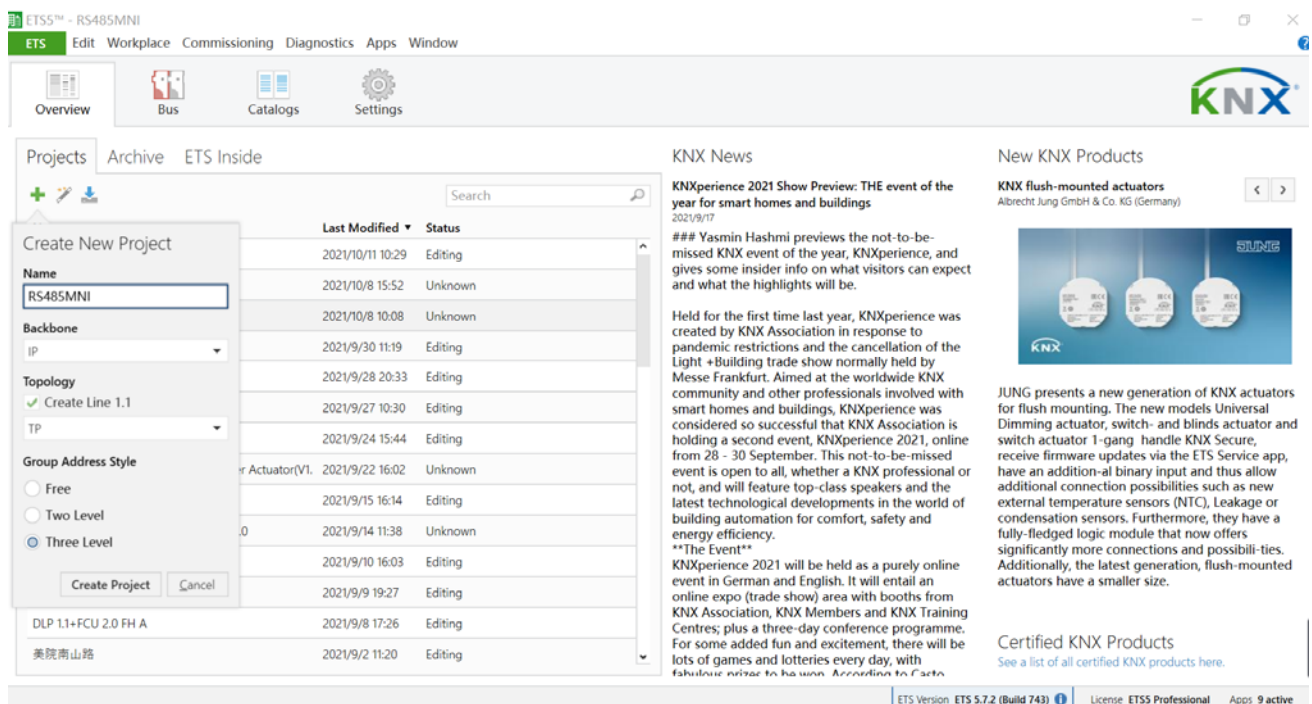 ETS5™ - RS485MNI
ETS Edit Workplace Commissioning Diagnostics Apps Window
Overview Bus Catalogs Settings
KNX
Projects Archive ETS Inside
Search
Last Modified Status
Create New Project
Name
RS485MNI
Backbone
IP
Topology
Create Line 1.1
TP
Group Address Style
Free
Two Level
Three Level
Create Project Cancel
2021/10/11 10:29 Editing
2021/10/8 15:52 Unknown
2021/10/8 10:08 Unknown
2021/9/30 11:19 Editing
2021/9/28 20:33 Editing
2021/9/27 10:30 Editing
2021/9/24 15:44 Editing
Actuator(V1. 2021/9/22 16:02 Unknown
2021/9/15 16:14 Editing
.0 2021/9/14 11:38 Unknown
2021/9/10 16:03 Editing
2021/9/9 19:27 Editing
DLP 1.1+FCU 2.0 FH A 2021/9/8 17:26 Editing
美院南山路 2021/9/2 11:20 Editing
KNX News
KNXperience 2021 Show Preview: THE event of the
year for smart homes and buildings
2021/9/17
### Yasmin Hashmi previews the not-to-be-
missed KNX event of the year, KNXperience, and
gives some insider info on what visitors can expect
and what the highlights will be.
Held for the first time last year, KNXperience was
created by KNX Association in response to
pandemic restrictions and the cancellation of the
Light +Building trade show normally held by
Messe Frankfurt. Aimed at the worldwide KNX
community and other professionals involved with
smart homes and buildings, KNXperience was
considered so successful that KNX Association is
holding a second event, KNXperience 2021, online
from 28 - 30 September. This not-to-be-missed
event is open to all, whether a KNX professional or
not, and will feature top-class speakers and the
latest technological developments in the world of
building automation for comfort, safety and
energy efficiency.
**The Event**
KNXperience 2021 will be held as a purely online
event in German and English. It will entail an
online expo (trade show) area with booths from
KNX Association, KNX Members and KNX Training
Centres; plus a three-day conference programme.
For some added fun and excitement, there will be
lots of games and lotteries every day, with
fabulous prizes to be won. According to Casto
New KNX Products
KNX flush-mounted actuators
Albrecht Jung GmbH & Co. KG (Germany)
JUNG
KNX
JUNG presents a new generation of KNX actuators
for flush mounting. The new models Universal
Dimming actuator, switch- and blinds actuator and
switch actuator 1-gang handle KNX Secure,
receive firmware updates via the ETS Service app,
have an addition-al binary input and thus allow
additional connection possibilities such as new
external temperature sensors (NTC), Leakage or
condensation sensors. Furthermore, they have a
fully-fledged logic module that now offers
significantly more connections and possibili-ties.
Additionally, the latest generation, flush-mounted
actuators have a smaller size.
Certified KNX Products
See a list of all certified KNX products here.
ETS Version ETS 5.7.2 (Build 743) License ETS5 Professional Apps 9 active